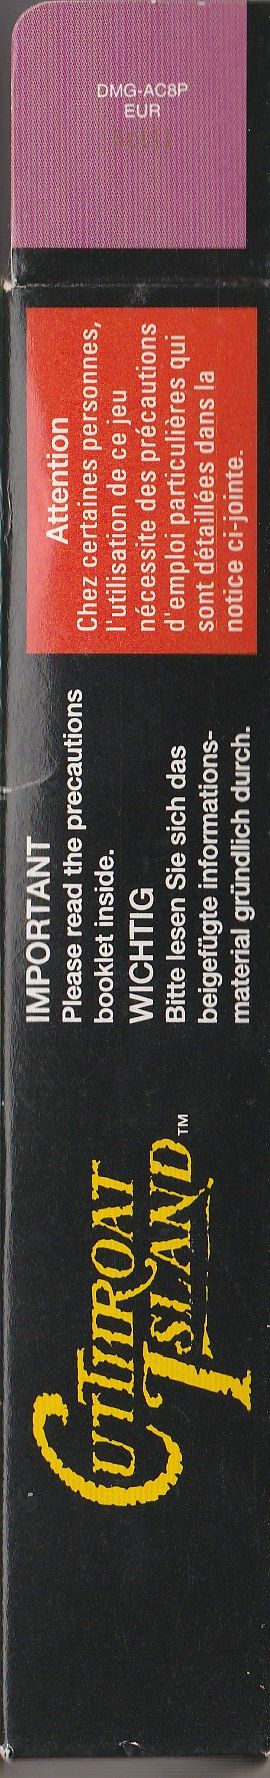 DMG-AC8P
EUR
Attention
Chez certaines personnes,
l'utilisation de ce jeu
nécessite des précautions
d'emploi particulières qui
sont détaillées dans la
notice ci-jointe.
IMPORTANT
Please read the precautions
booklet inside.
WICHTIG
Bitte lesen Sie sich das
beigefügte informations-
material gründlich durch.
CUTTHROAT
ISLAND™